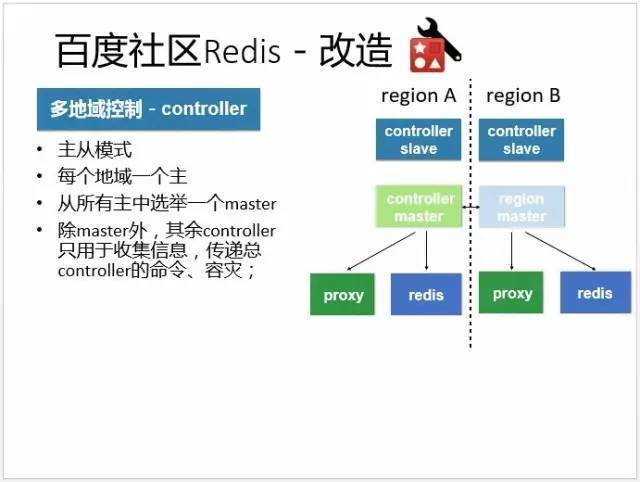 百度社区Redis - 改造
多地域控制 - controller
• 主从模式
• 每个地域一个主
• 从所有主中选举一个master
• 除master外，其余controller
只用于收集信息，传递总
controller的命令、容灾；
region A
region B
controller
slave
controller
slave
controller
master
region
master
proxy
redis
proxy
redis